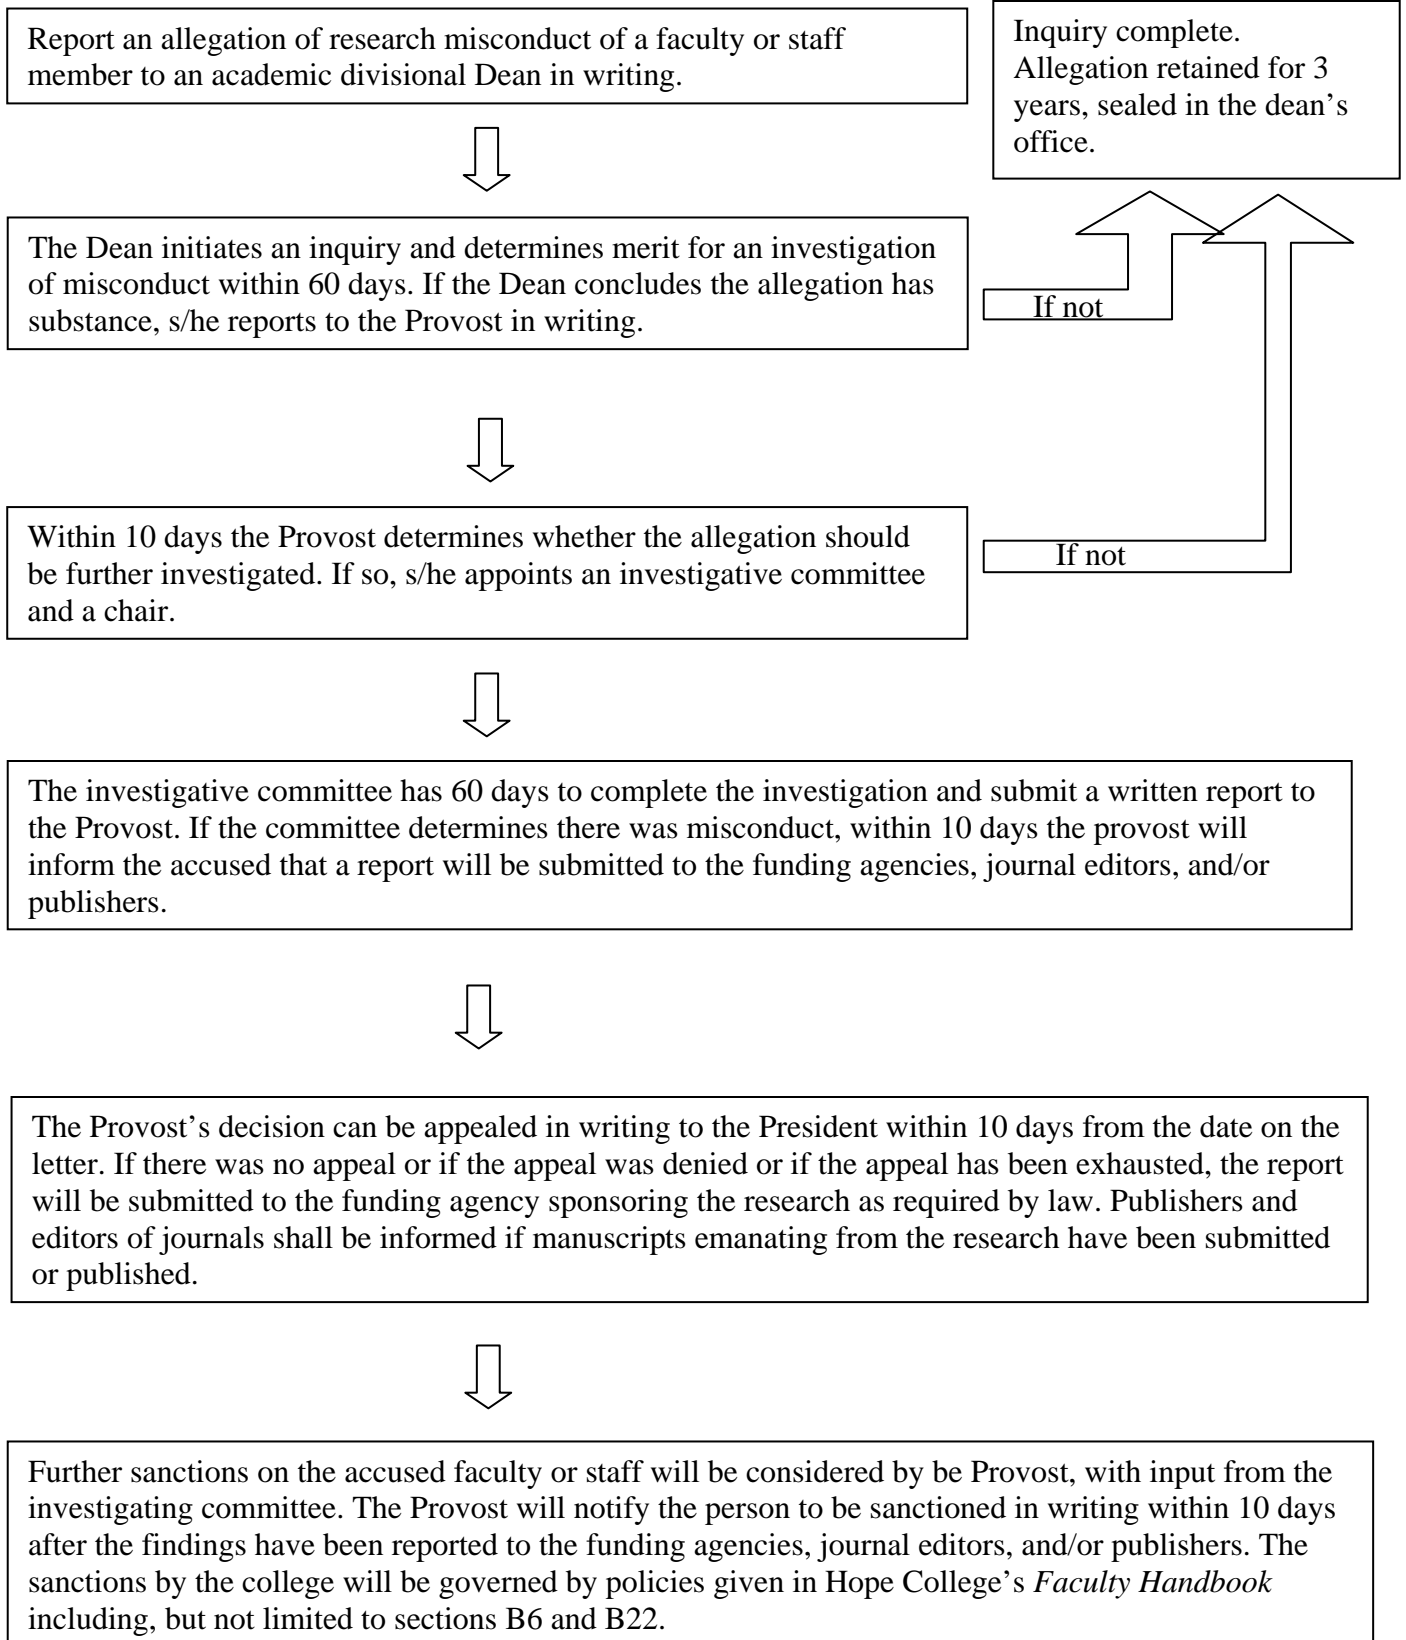 Report an allegation of research misconduct of a faculty or staff
member to an academic divisional Dean in writing.
Inquiry complete.
Allegation retained for 3
years, sealed in the dean’s
office.
The Dean initiates an inquiry and determines merit for an investigation
of misconduct within 60 days. If the Dean concludes the allegation has
substance, s/he reports to the Provost in writing.
If not
Within 10 days the Provost determines whether the allegation should
be further investigated. If so, s/he appoints an investigative committee
and a chair.
If not
The investigative committee has 60 days to complete the investigation and submit a written report to
the Provost. If the committee determines there was misconduct, within 10 days the provost will
inform the accused that a report will be submitted to the funding agencies, journal editors, and/or
publishers.
The Provost’s decision can be appealed in writing to the President within 10 days from the date on the
letter. If there was no appeal or if the appeal was denied or if the appeal has been exhausted, the report
will be submitted to the funding agency sponsoring the research as required by law. Publishers and
editors of journals shall be informed if manuscripts emanating from the research have been submitted
or published.
Further sanctions on the accused faculty or staff will be considered by be Provost, with input from the
investigating committee. The Provost will notify the person to be sanctioned in writing within 10 days
after the findings have been reported to the funding agencies, journal editors, and/or publishers. The
sanctions by the college will be governed by policies given in Hope College’s Faculty Handbook
including, but not limited to sections B6 and B22.